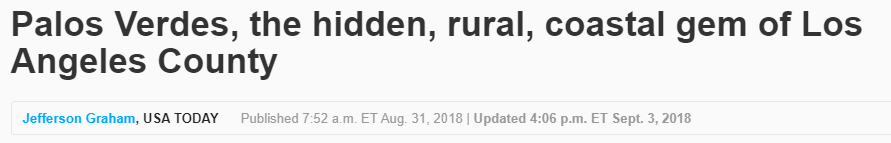 Palos Verdes, the hidden, rural, coastal gem of Los
Angeles County
Jefferson Graham, USA TODAY Published 7:52 a.m. ET Aug. 31, 2018 | Updated 4:06 p.m. ET Sept. 3, 2018